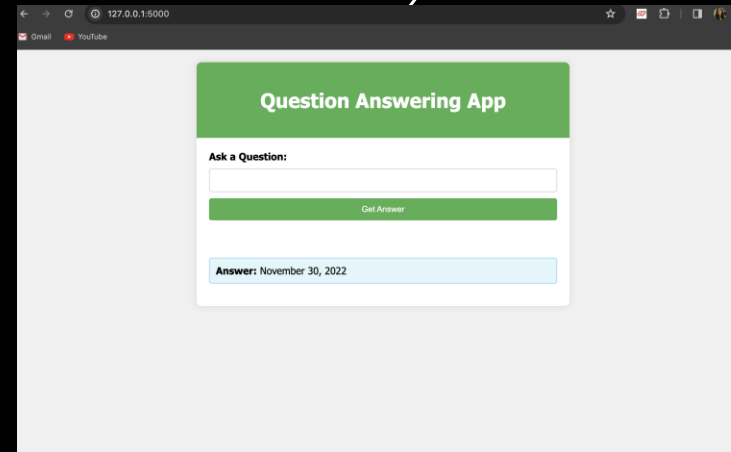 127.0.0.1:5000
Gmail YouTube
Question Answering App
Ask a Question:
Get Answer
Answer: November 30, 2022